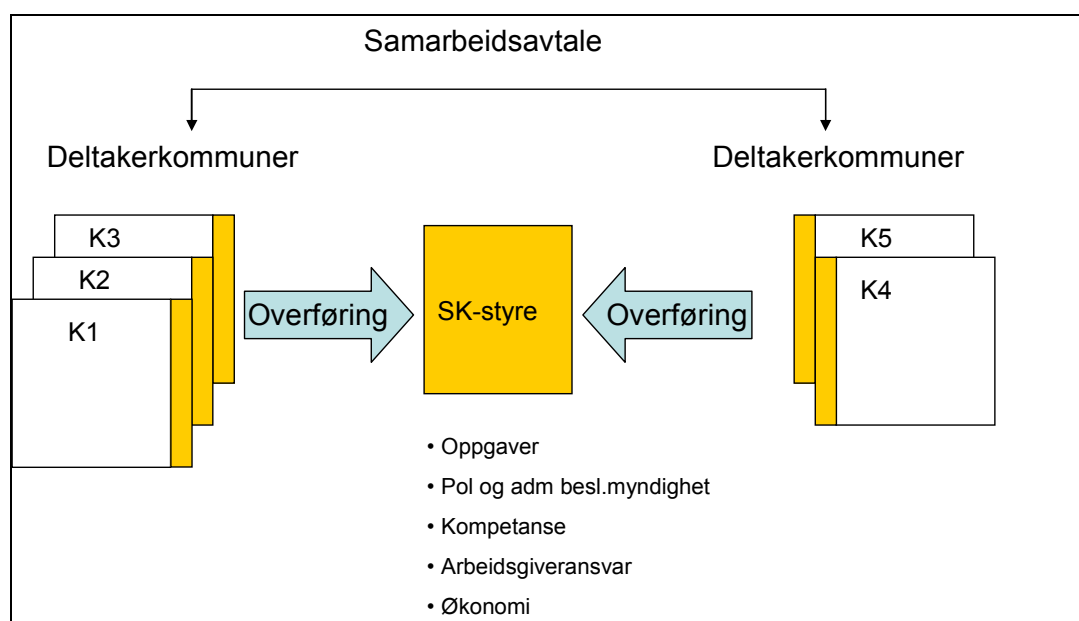 Samarbeidsavtale
Deltakerkommuner
Deltakerkommuner
K3
K2
K1
Overføring
SK-styre
Overføring
K5
K4
• Oppgaver
• Pol og adm besl.myndighet
• Kompetanse
• Arbeidsgiveransvar
• Økonomi